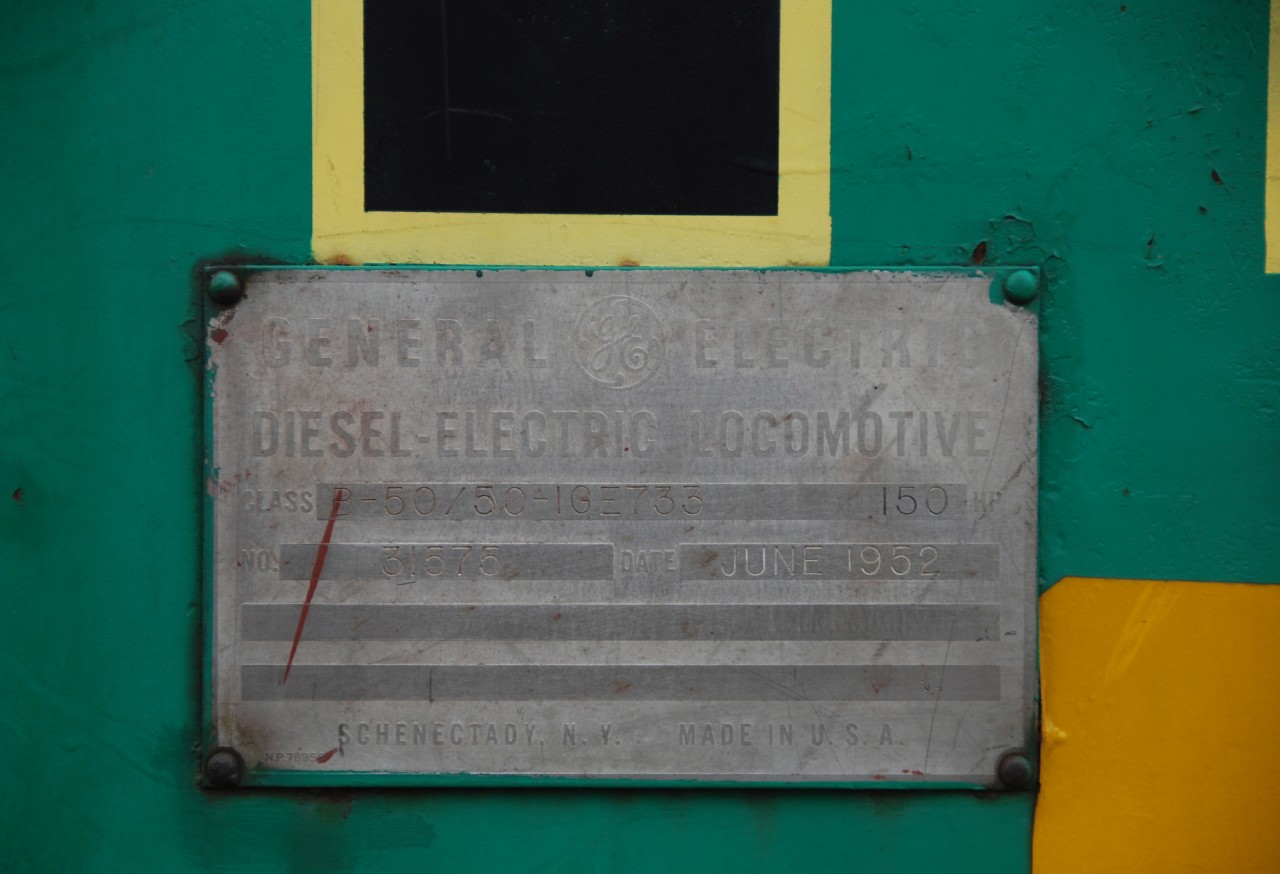 GENERAL GE ELECTRIC
DIESEL-ELECTRIC LOCOMOTIVE
CLASS B-50/50-1GE733 150 HP
NO. 31575 DATE JUNE 1952
SCHENECTADY, N. Y. MADE IN U. S. A.